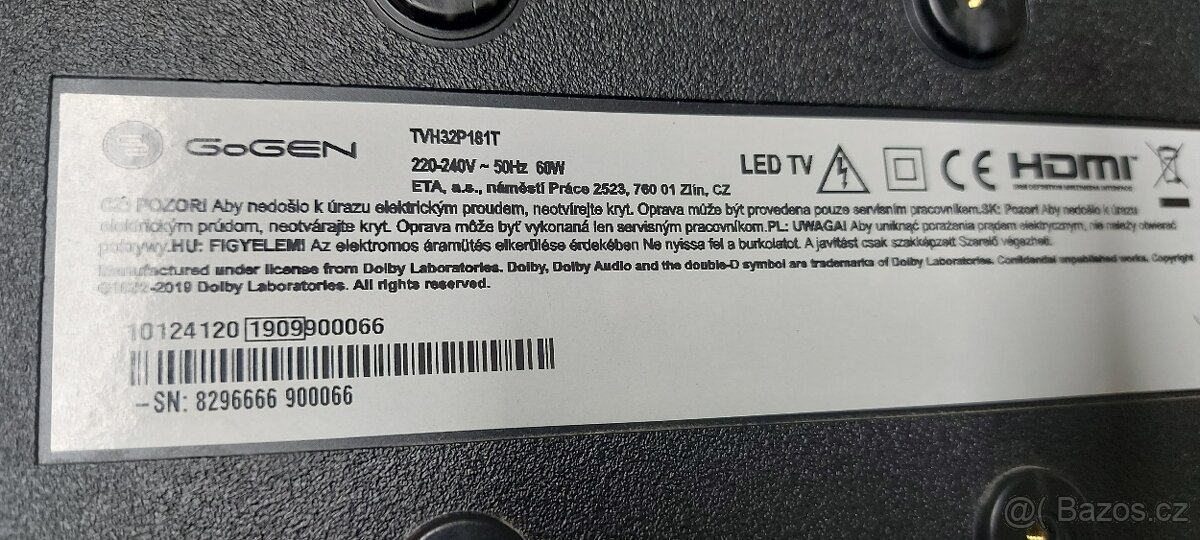 GoGEN
TVH32P181T
220-240V ~ 50Hz 60W
ETA, a.s., náměstí Práce 2523, 760 01 Zlín, CZ
LED TV
CE
HDMI
CZ: POZOR! Aby nedošlo k úrazu elektrickým proudem, neotvírejte kryt. Oprava může být provedena pouze servisním pracovníkem.SK: Pozor! Aby nedošlo k úrazu
elektrickým prúdom, neotvárajte kryt. Oprava môže byť vykonaná len servisným pracovníkom.PL: UWAGA! Aby uniknąć porażenia prądem elektrycznym, nie należy otwierać
pokrywy.HU: FIGYELEM! Az elektromos áramütés elkerülése érdekében Ne nyissa fel a burkolatot. A javítást csak szakképzett Szerelő végezheti.
Manufactured under license from Dolby Laboratories. Dolby, Dolby Audio and the double-D symbol are trademarks of Dolby Laboratories. Confidential unpublished works. Copyright
-2019 Dolby Laboratories. All rights reserved.
10124120 1909900066
-SN: 8296666 900066
@( Bazos.cz